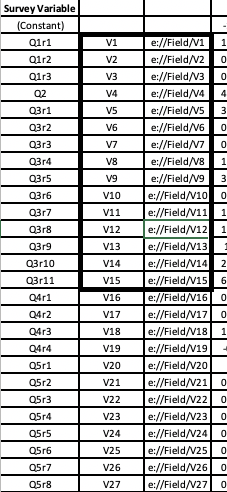 Survey Variable
(Constant) -
Q1r1 V1 e://Field/V1 1
Q1r2 V2 e://Field/V2 0
Q1r3 V3 e://Field/V3 0
Q2 V4 e://Field/V4 4
Q3r1 V5 e://Field/V5 3
Q3r2 V6 e://Field/V6 0
Q3r3 V7 e://Field/V7 0
Q3r4 V8 e://Field/V8 1
Q3r5 V9 e://Field/V9 3
Q3r6 V10 e://Field/V10 0
Q3r7 V11 e://Field/V11 1
Q3r8 V12 e://Field/V12 1
Q3r9 V13 e://Field/V13 1
Q3r10 V14 e://Field/V14 2
Q3r11 V15 e://Field/V15 6
Q4r1 V16 e://Field/V16 0
Q4r2 V17 e://Field/V17 0
Q4r3 V18 e://Field/V18 1
Q4r4 V19 e://Field/V19 -
Q5r1 V20 e://Field/V20
Q5r2 V21 e://Field/V21 0
Q5r3 V22 e://Field/V22 0
Q5r4 V23 e://Field/V23 0
Q5r5 V24 e://Field/V24 0
Q5r6 V25 e://Field/V25 0
Q5r7 V26 e://Field/V26 0
Q5r8 V27 e://Field/V27 0